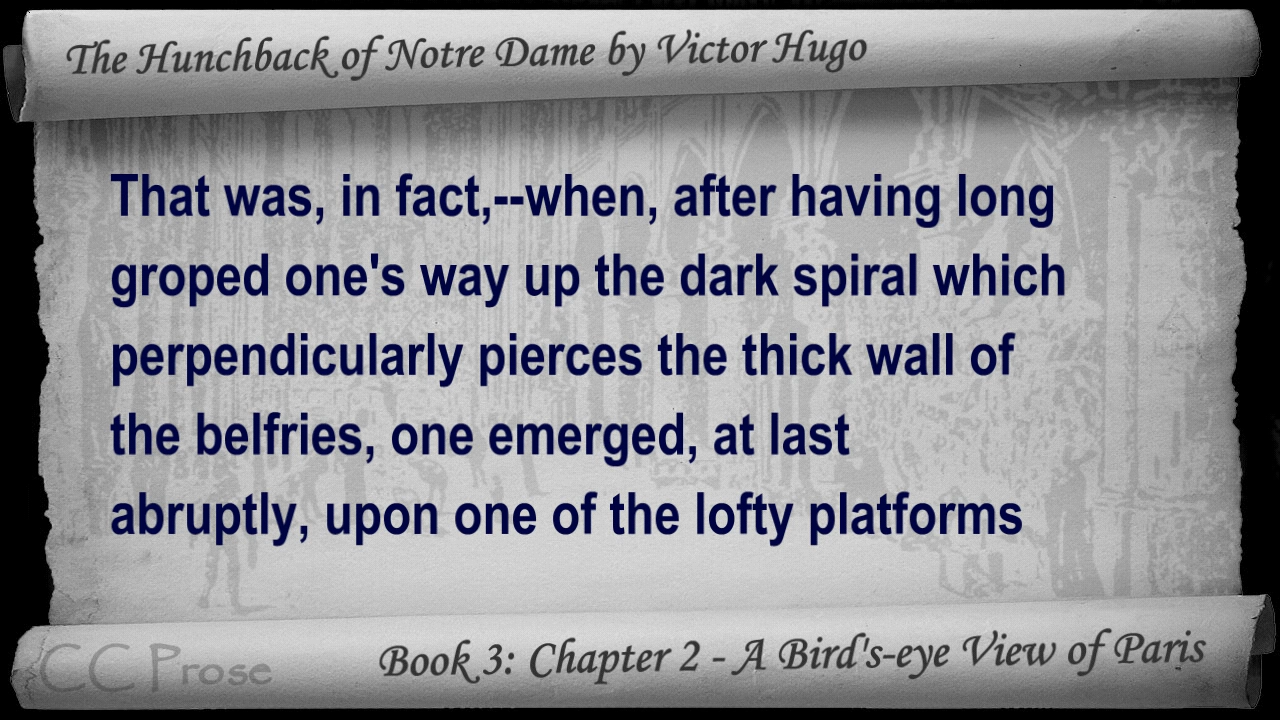 The Hunchback of Notre Dame by Victor Hugo
That was, in fact,--when, after having long
groped one's way up the dark spiral which
perpendicularly pierces the thick wall of
the belfries, one emerged, at last
abruptly, upon one of the lofty platforms
CC Prose
Book 3: Chapter 2 - A Bird's-eye View of Paris